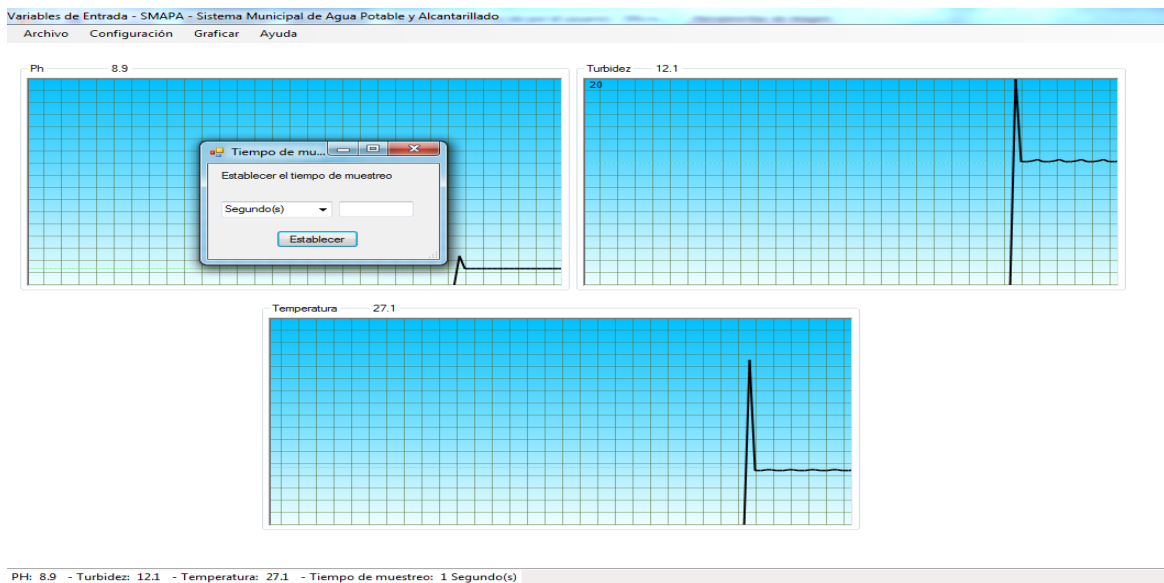 Variables de Entrada - SMAPA - Sistema Municipal de Agua Potable y Alcantarillado
Archivo Configuración Graficar Ayuda
Ph 8.9
Turbidez 12.1
20
Tiempo de mu...
Establecer el tiempo de muestreo
Segundo(s)
Establecer
Temperatura 27.1
PH: 8.9 - Turbidez: 12.1 - Temperatura: 27.1 - Tiempo de muestreo: 1 Segundo(s)